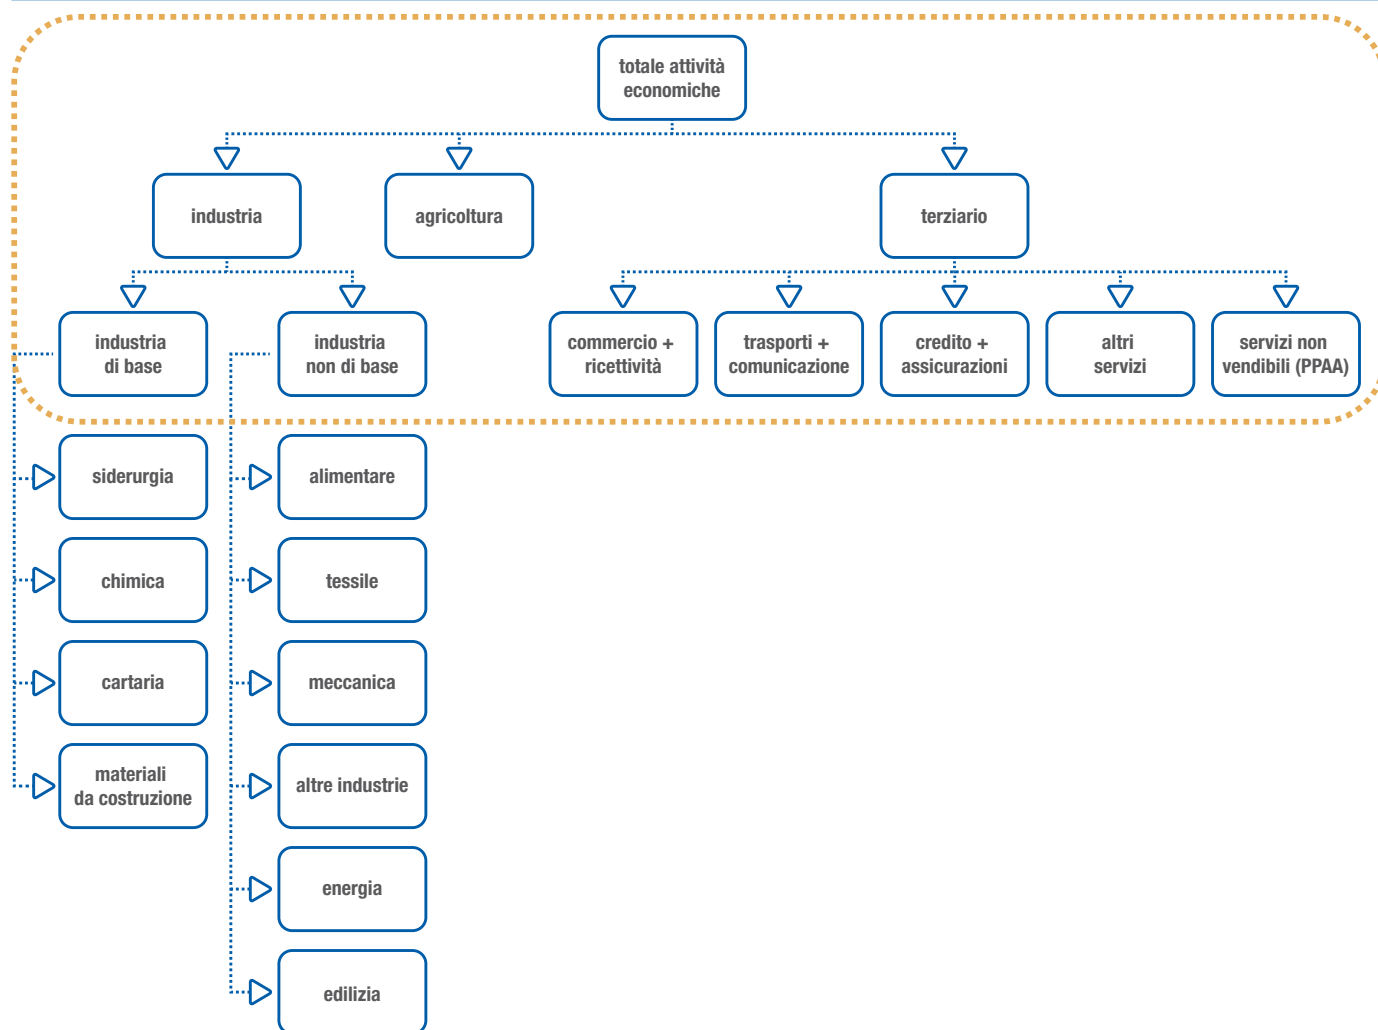 totale attività
economiche
industria
agricoltura
terziario
industria
di base
industria
non di base
commercio +
ricettività
trasporti +
comunicazione
credito +
assicurazioni
altri
servizi
servizi non
vendibili (PPAA)
siderurgia
alimentare
chimica
tessile
cartaria
meccanica
materiali
da costruzione
altre industrie
energia
edilizia